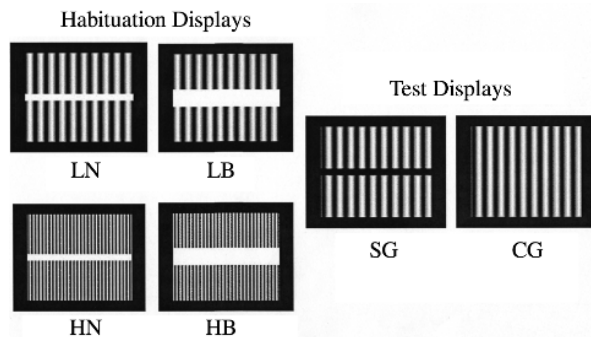 Habituation Displays
LN
LB
HN
HB
Test Displays
SG
CG